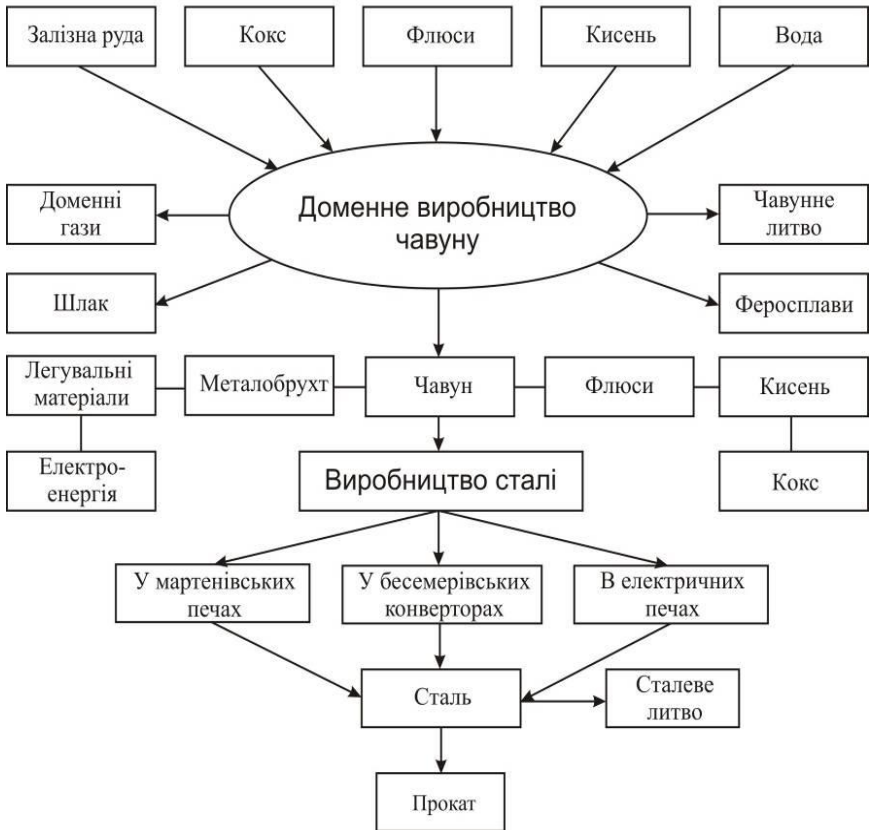 Залізна руда
Кокс
Флюси
Кисень
Вода
Доменне виробництво
чавуну
Доменні
гази
Чавунне
литво
Шлак
Феросплави
Легувальні
матеріали
Металобрухт
Чавун
Флюси
Кисень
Електро-
енергія
Виробництво сталі
Кокс
У мартенівських
печах
У бесемерівських
конверторах
В електричних
печах
Сталь
Сталеве
литво
Прокат